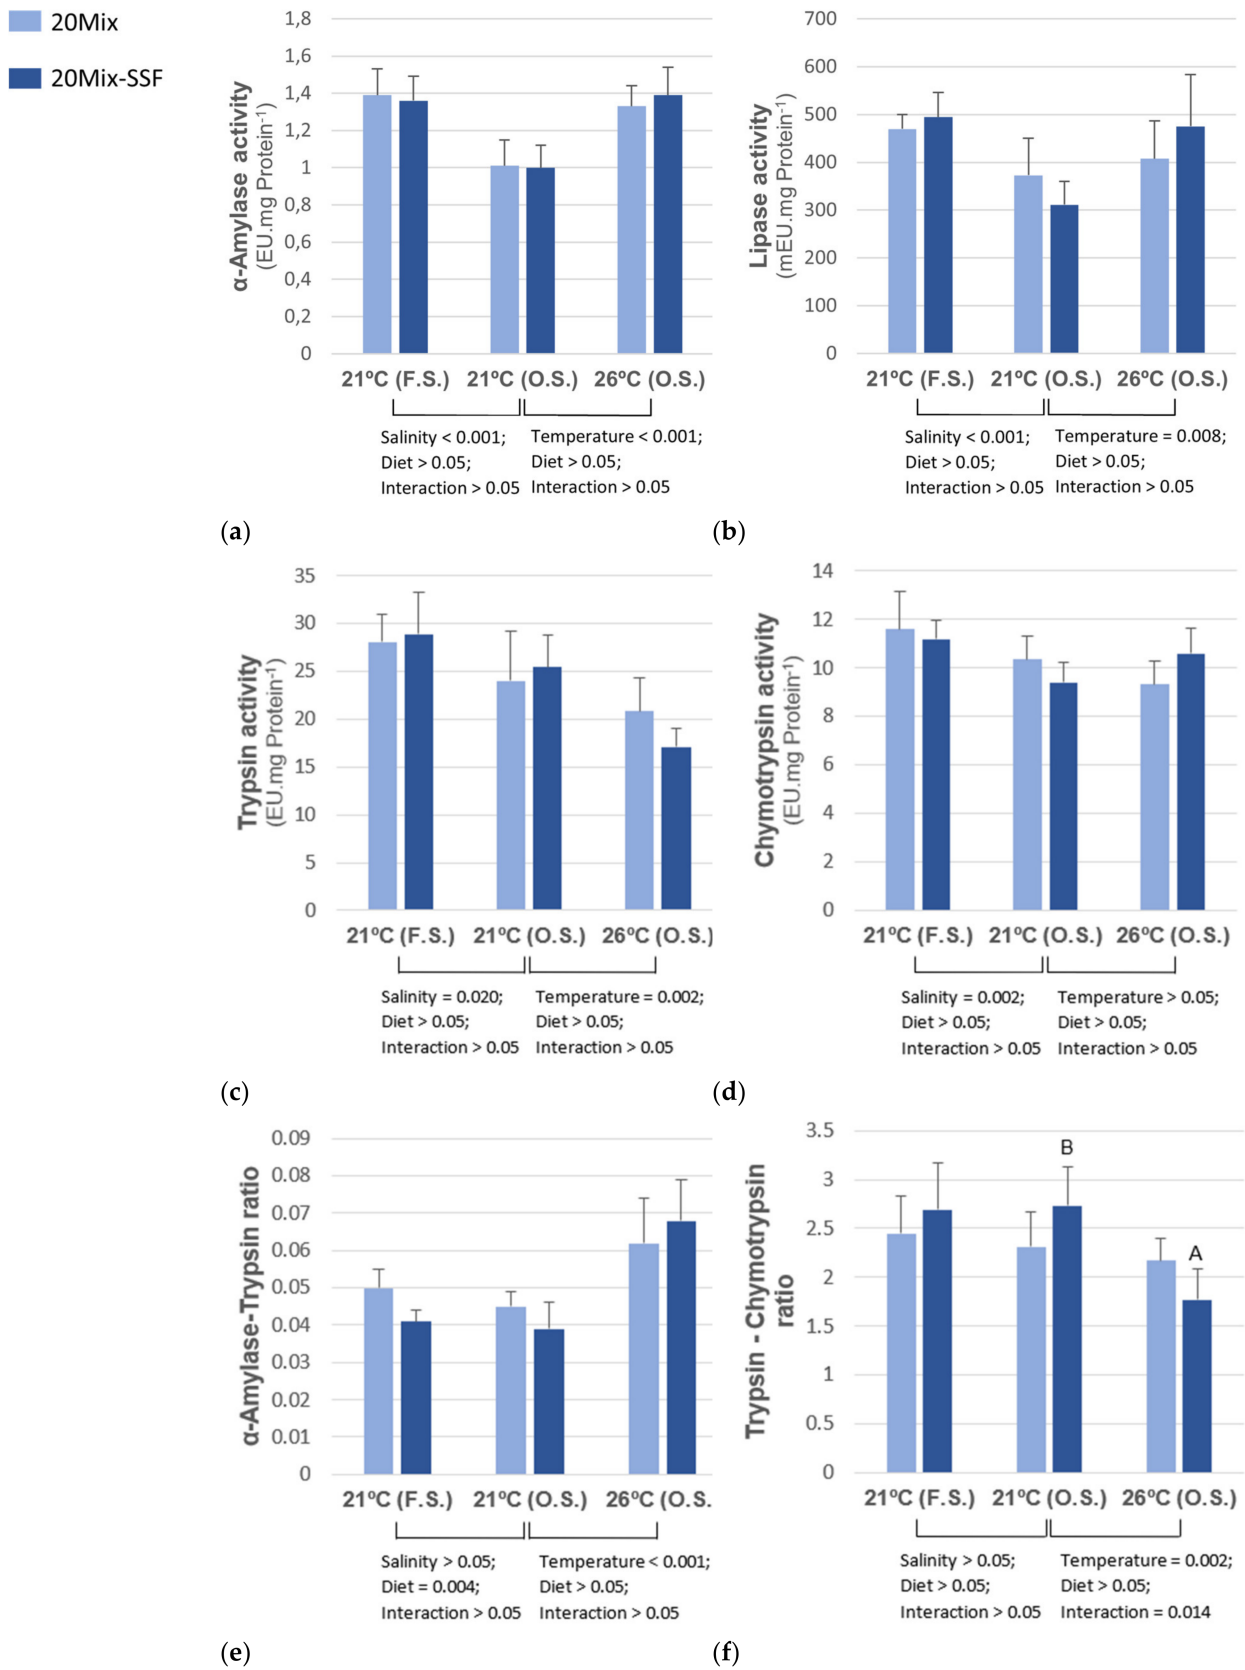 20Mix
20Mix-SSF
α-Amylase activity
(EU.mg Protein⁻¹)
1,8
1,6
1,4
1,2
1
0,8
0,6
0,4
0,2
0
21ºC (F.S.) 21ºC (O.S.) 26ºC (O.S.)
Salinity < 0.001;
Diet > 0.05;
Interaction > 0.05
Temperature < 0.001;
Diet > 0.05;
Interaction > 0.05
(a)
Lipase activity
(mEU.mg Protein⁻¹)
700
600
500
400
300
200
100
0
21ºC (F.S.) 21ºC (O.S.) 26ºC (O.S.)
Salinity < 0.001;
Diet > 0.05;
Interaction > 0.05
Temperature = 0.008;
Diet > 0.05;
Interaction > 0.05
(b)
Trypsin activity
(EU.mg Protein⁻¹)
35
30
25
20
15
10
5
0
21ºC (F.S.) 21ºC (O.S.) 26ºC (O.S.)
Salinity = 0.020;
Diet > 0.05;
Interaction > 0.05
Temperature = 0.002;
Diet > 0.05;
Interaction > 0.05
(c)
Chymotrypsin activity
(EU.mg Protein⁻¹)
14
12
10
8
6
4
2
0
21ºC (F.S.) 21ºC (O.S.) 26ºC (O.S.)
Salinity = 0.002;
Diet > 0.05;
Interaction > 0.05
Temperature > 0.05;
Diet > 0.05;
Interaction > 0.05
(d)
α-Amylase-Trypsin ratio
0.09
0.08
0.07
0.06
0.05
0.04
0.03
0.02
0.01
0
21ºC (F.S.) 21ºC (O.S.) 26ºC (O.S.
Salinity > 0.05;
Diet = 0.004;
Interaction > 0.05
Temperature < 0.001;
Diet > 0.05;
Interaction > 0.05
(e)
Trypsin - Chymotrypsin
ratio
3.5
3
2.5
2
1.5
1
0.5
0
B
A
21ºC (F.S.) 21ºC (O.S.) 26ºC (O.S.)
Salinity > 0.05;
Diet > 0.05;
Interaction > 0.05
Temperature = 0.002;
Diet > 0.05;
Interaction = 0.014
(f)